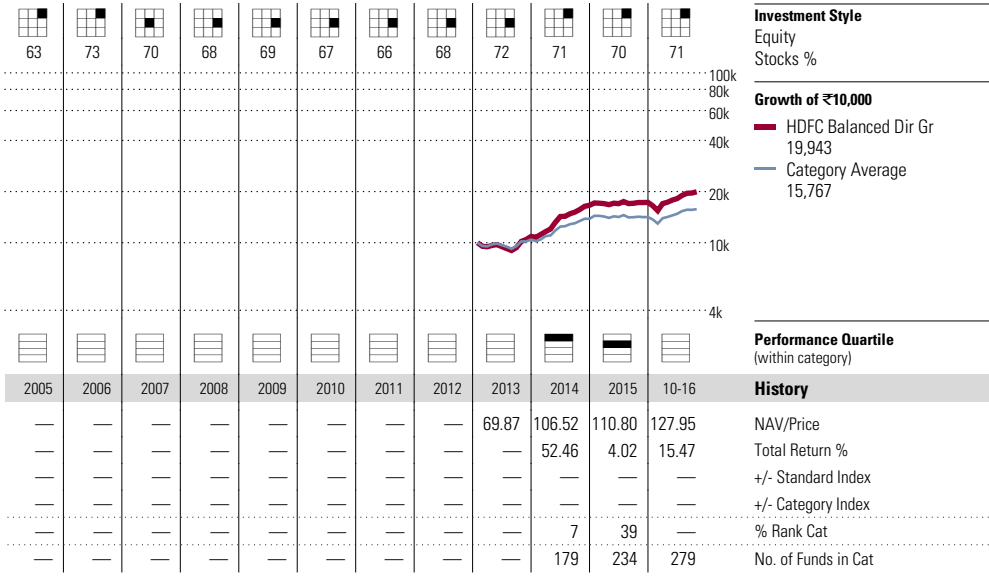 63 73 70 68 69 67 66 68 72 71 70 71
Investment Style
Equity
Stocks %
100k
80k
60k
40k
20k
10k
4k
Growth of ₹10,000
HDFC Balanced Dir Gr
19,943
Category Average
15,767
Performance Quartile
(within category)
2005 2006 2007 2008 2009 2010 2011 2012 2013 2014 2015 10-16 History
— — — — — — — — 69.87 106.52 110.80 127.95 NAV/Price
— — — — — — — — — 52.46 4.02 15.47 Total Return %
— — — — — — — — — — — — +/- Standard Index
— — — — — — — — — — — — +/- Category Index
— — — — — — — — — 7 39 — % Rank Cat
— — — — — — — — — 179 234 279 No. of Funds in Cat